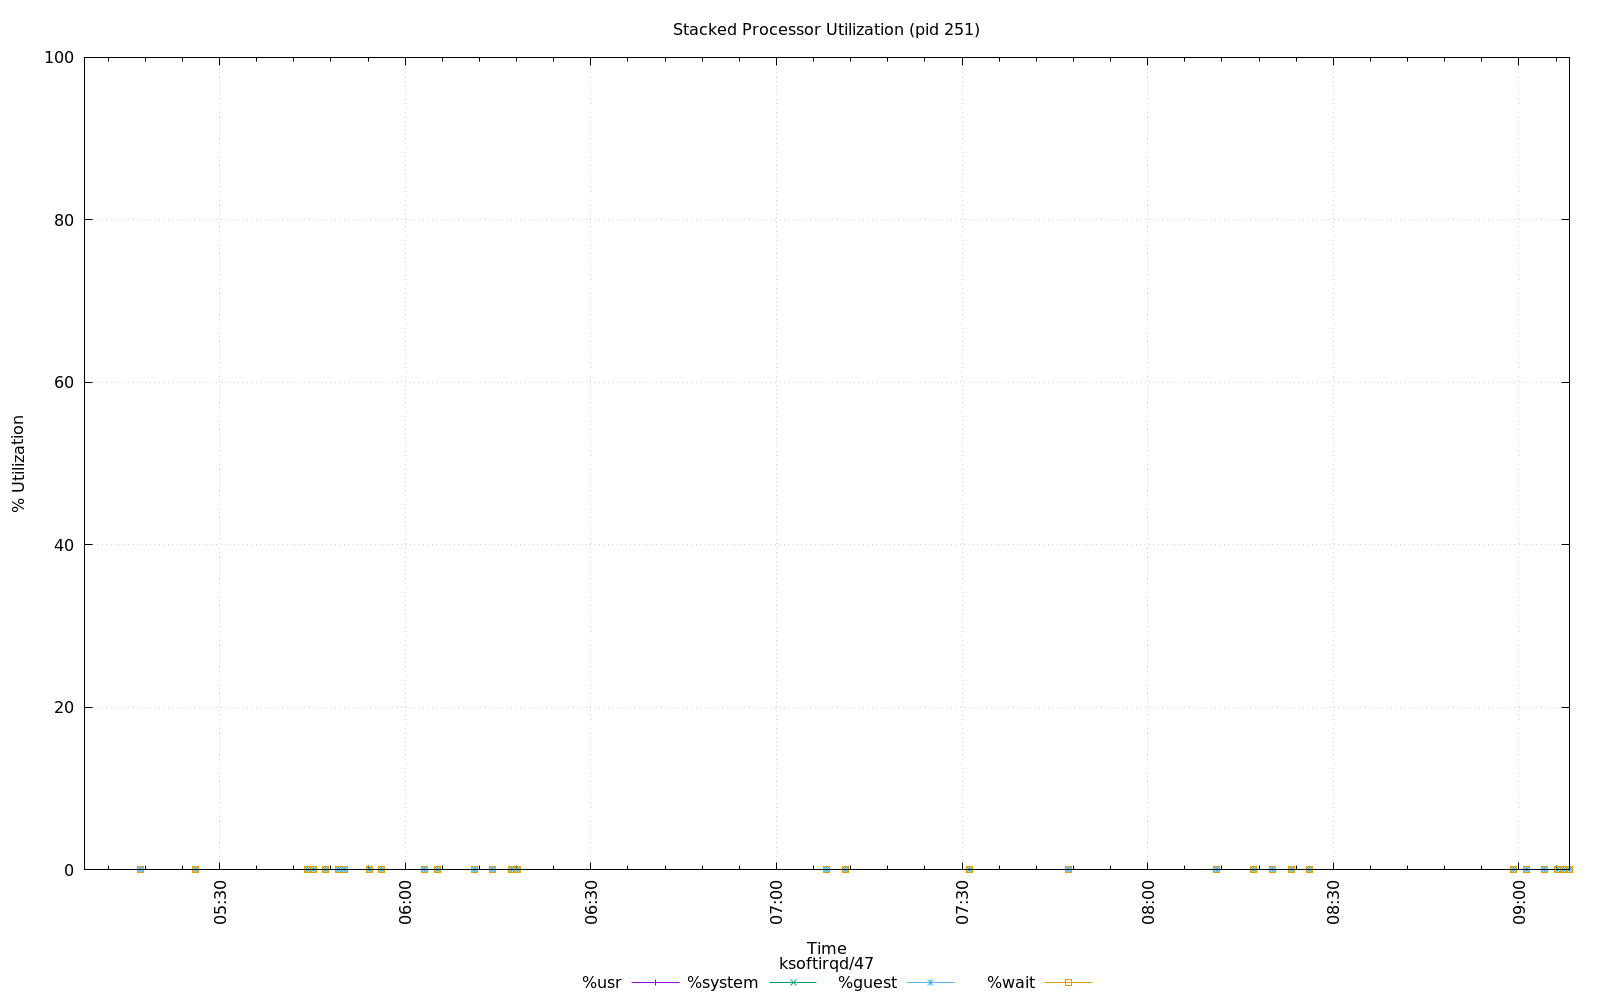 Stacked Processor Utilization (pid 251)
100
80
60
40
20
0
% Utilization
05:30
06:00
06:30
07:00
07:30
08:00
08:30
09:00
Time
ksoftirqd/47
%usr %system %guest %wait